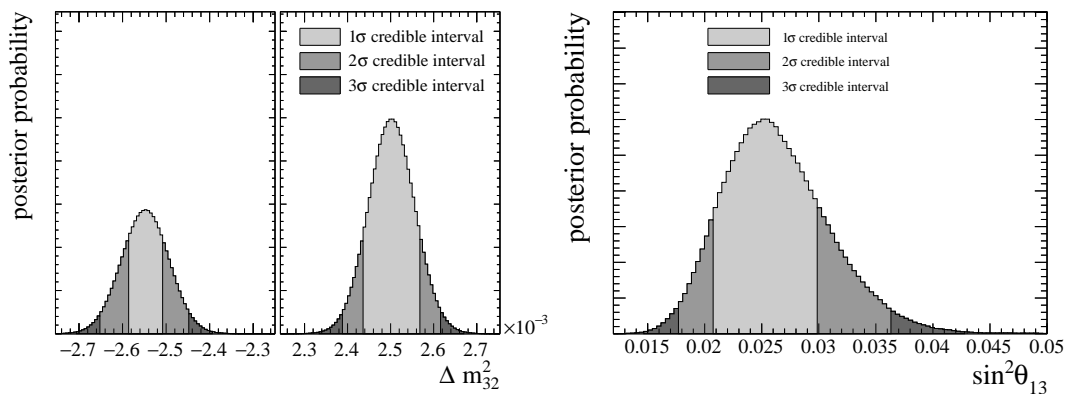 posterior probability
1σ credible interval
2σ credible interval
3σ credible interval
−2.7 −2.6 −2.5 −2.4 −2.3
2.3 2.4 2.5 2.6 2.7
×10⁻³
Δ m²₃₂
posterior probability
1σ credible interval
2σ credible interval
3σ credible interval
0.015 0.02 0.025 0.03 0.035 0.04 0.045 0.05
sin²θ₁₃